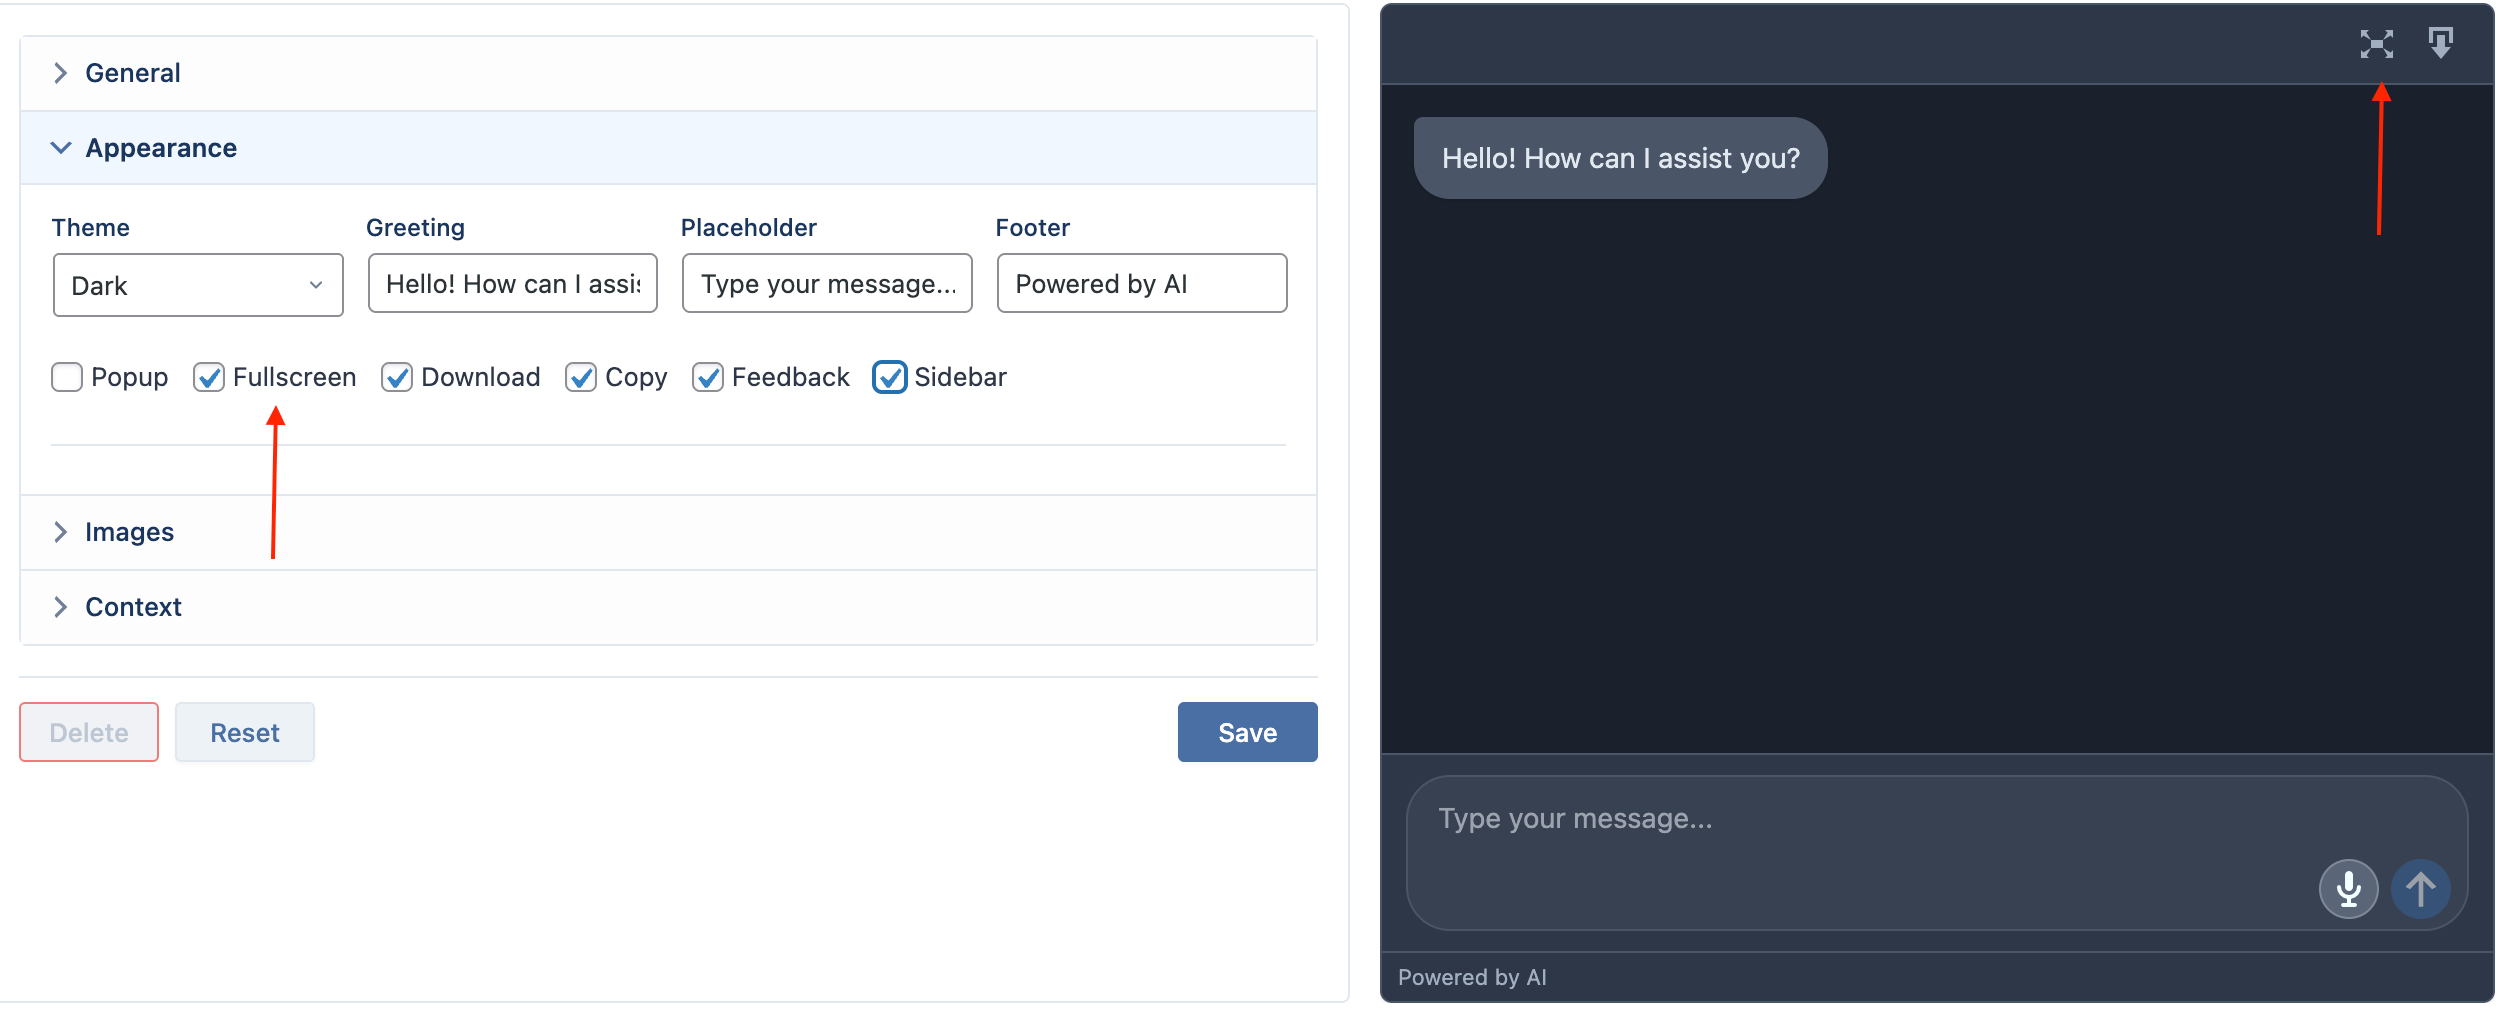 General
Appearance
Theme
Greeting
Placeholder
Footer
Dark
Hello! How can I assi
Type your message...
Powered by AI
Popup
Fullscreen
Download
Copy
Feedback
Sidebar
Images
Context
Delete
Reset
Save
Hello! How can I assist you?
Type your message...
Powered by AI